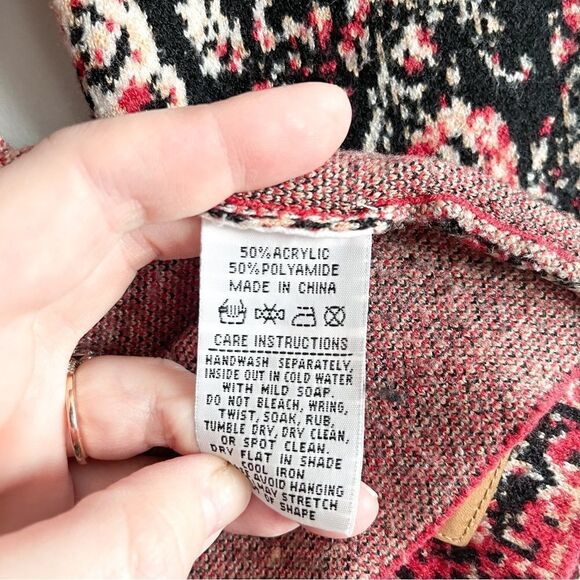 50% ACRYLIC
50% POLYAMIDE
MADE IN CHINA
CARE INSTRUCTIONS
HANDWASH SEPARATELY,
INSIDE OUT IN COLD WATER
WITH MILD SOAP.
DO NOT BLEACH, WRING,
TWIST, SOAK, RUB,
TUMBLE DRY, DRY CLEAN,
OR SPOT CLEAN.
DRY FLAT IN SHADE
COOL IRON
AVOID HANGING
MAY STRETCH
OF SHAPE